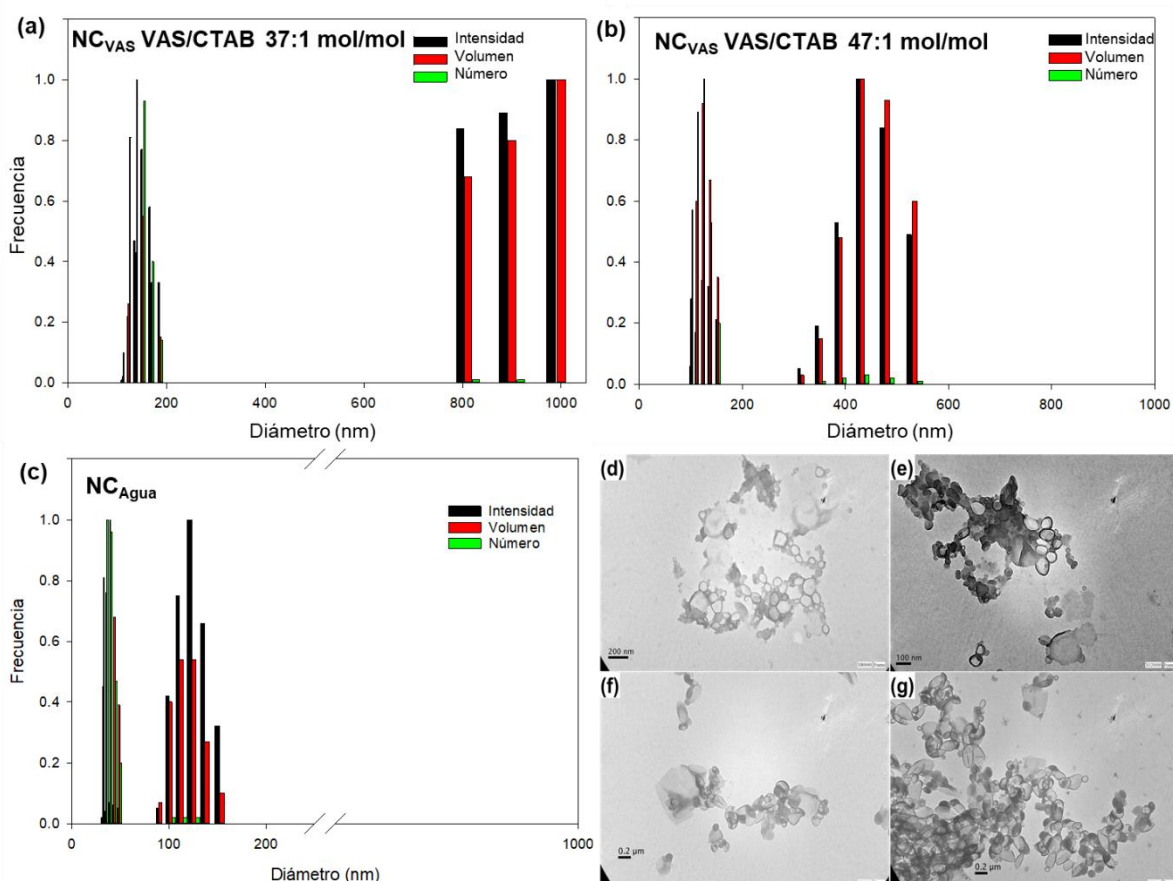 (a)
NC_VAS VAS/CTAB 37:1 mol/mol
Intensidad
Volumen
Número
1.0
0.8
0.6
0.4
0.2
0.0
Frecuencia
0
200
400
600
800
1000
Diámetro (nm)
(b)
NC_VAS VAS/CTAB 47:1 mol/mol
Intensidad
Volumen
Número
1.0
0.8
0.6
0.4
0.2
0.0
0
200
400
600
800
1000
Diámetro (nm)
(c)
NC_Agua
Intensidad
Volumen
Número
1.0
0.8
0.6
0.4
0.2
0.0
Frecuencia
0
100
200
1000
Diámetro (nm)
(d)
200 nm
(e)
100 nm
(f)
0.2 µm
(g)
0.2 µm